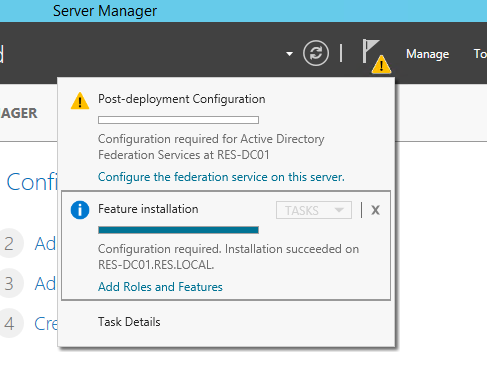 Server Manager
d
Manage
To
Post-deployment Configuration
Configuration required for Active Directory
Federation Services at RES-DC01
Configure the federation service on this server.
AGER
Confi
Feature installation
TASKS
X
Configuration required. Installation succeeded on
RES-DC01.RES.LOCAL.
Add Roles and Features
2 Ad
3 Ad
4 Cre
Task Details